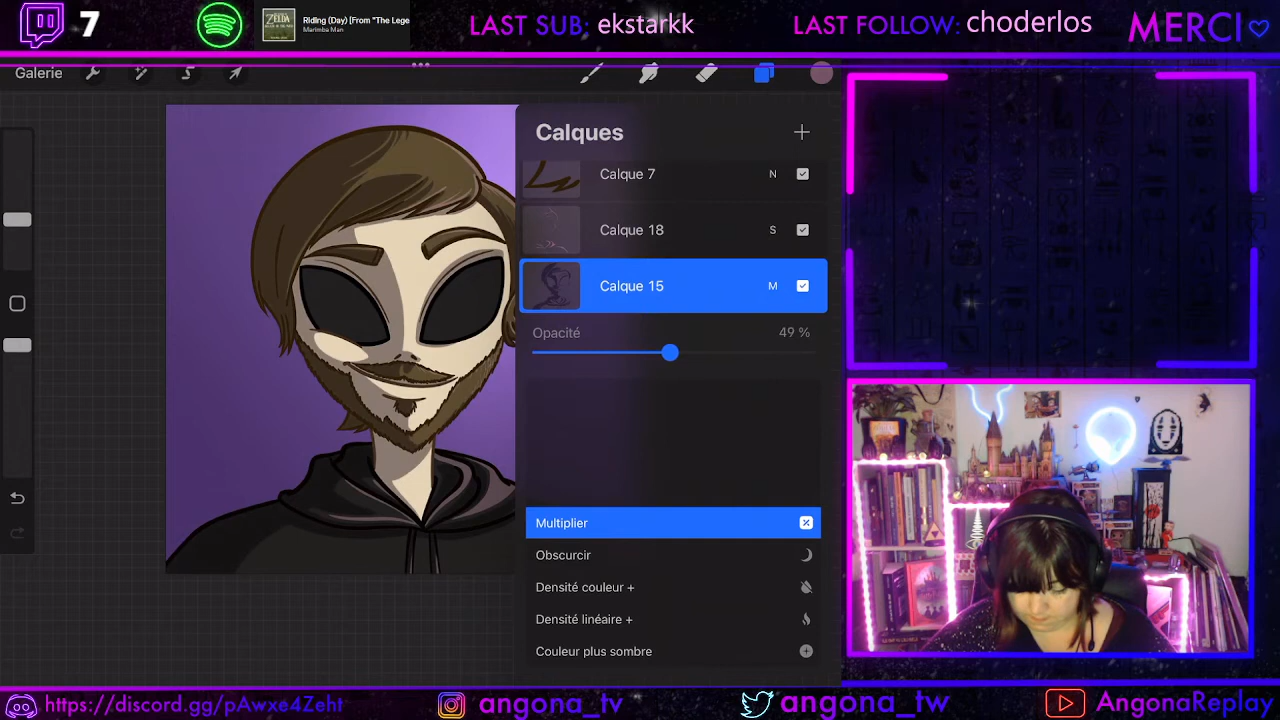 7
Riding (Day) [From "The Lege
Marimba Man
LAST SUB: ekstarkk
LAST FOLLOW: choderlos
MERCI
Galerie
Calques
Calque 7
N
Calque 18
S
Calque 15
M
Opacité
49 %
Multiplier
Obscurcir
Densité couleur +
Densité linéaire +
Couleur plus sombre
https://discord.gg/pAwxe4Zeht
angona_tv
angona_tw
AngonaReplay